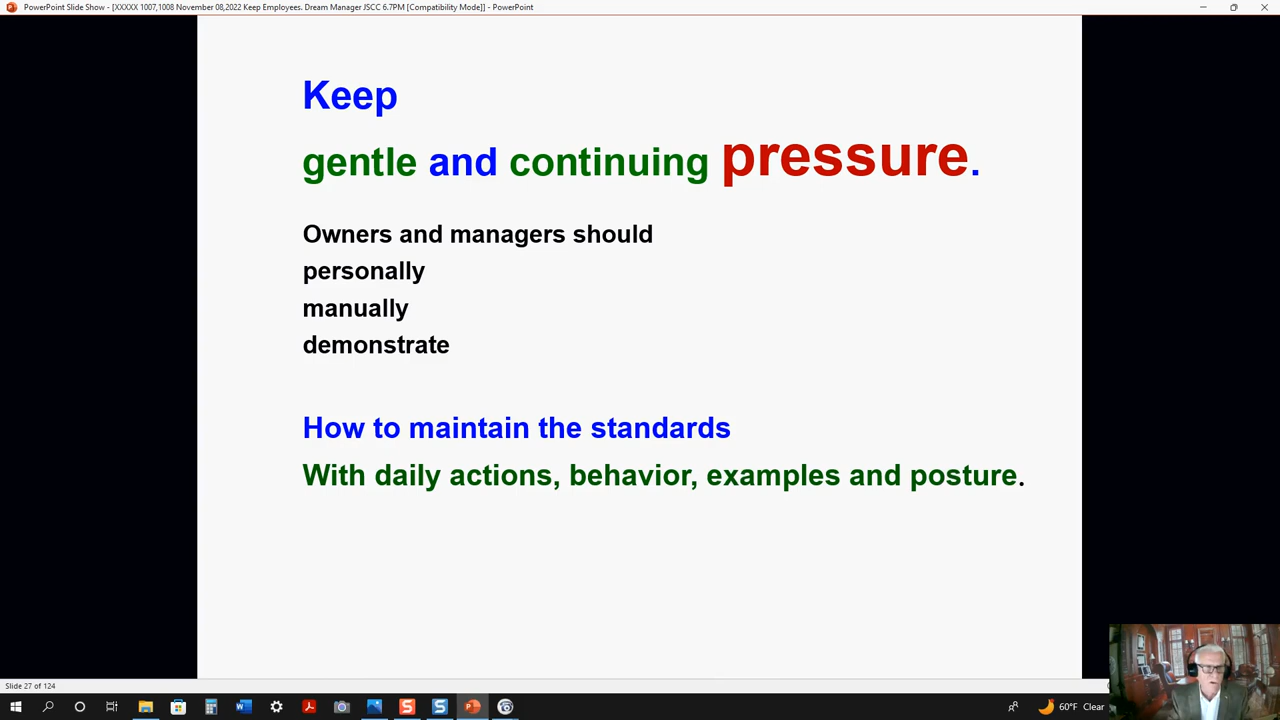 PowerPoint Slide Show - [XXXXX 1007,1008 November 08,2022 Keep Employees. Dream Manager JSCC 6.7PM [Compatibility Mode]] - PowerPoint
Keep
gentle and continuing pressure.
Owners and managers should
personally
manually
demonstrate
How to maintain the standards
With daily actions, behavior, examples and posture.
Slide 27 of 124
60°F Clear